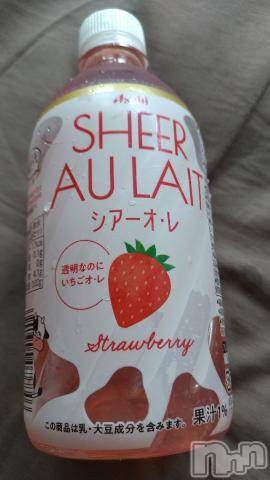 Asahi
SHEER
AU LAIT
シアーオ・レ
透明なのに
いちごオ・レ
Strawberry
この商品は乳・大豆成分を含みます。
果汁1%